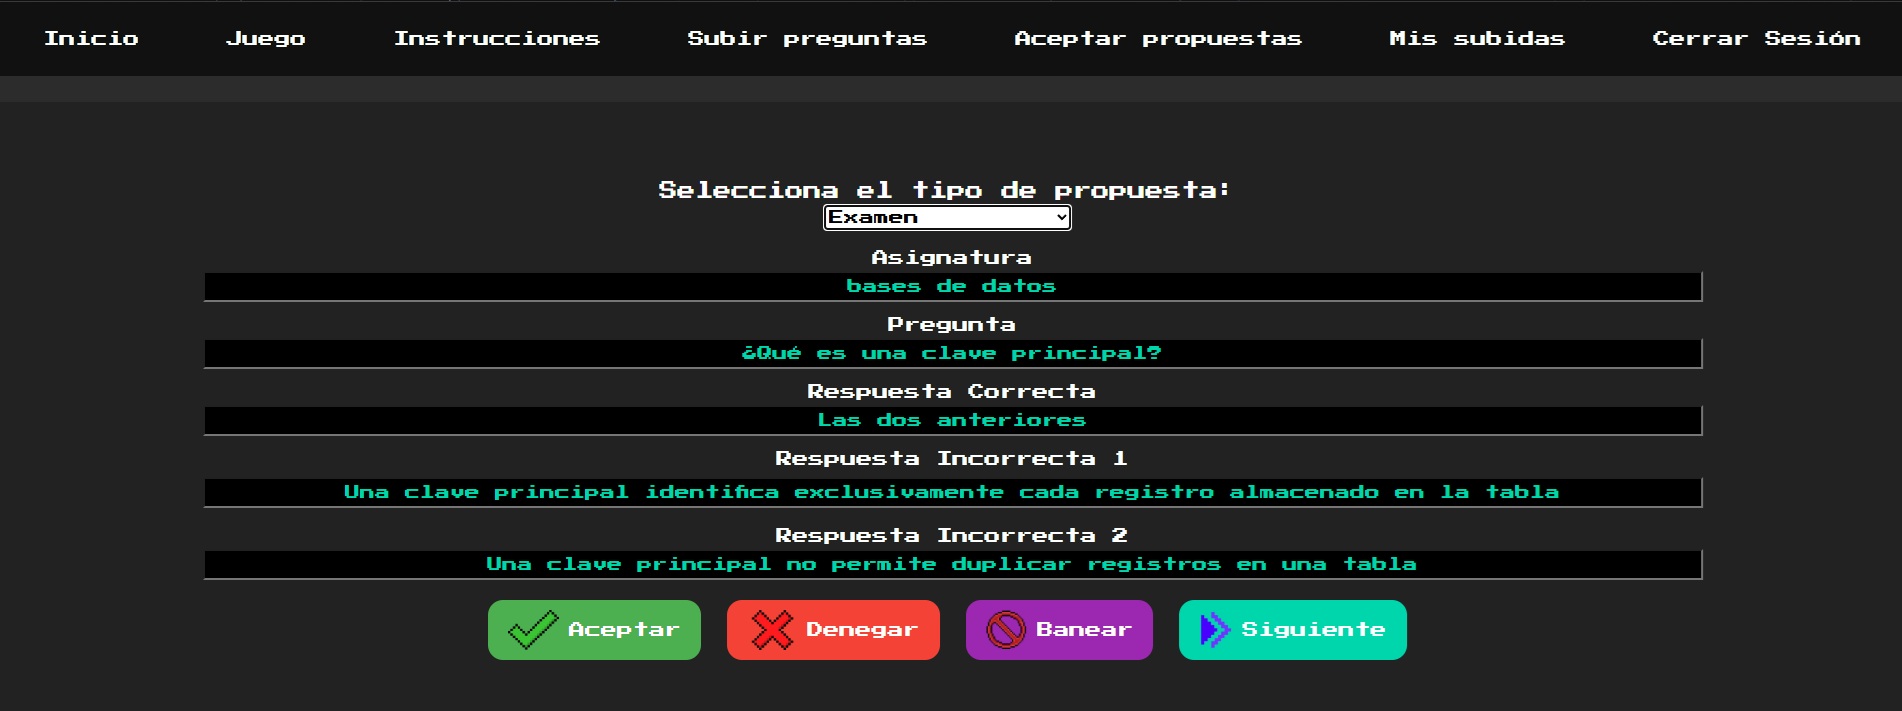 Inicio Juego Instrucciones Subir preguntas Aceptar propuestas Mis subidas Cerrar Sesión
Selecciona el tipo de propuesta:
Examen
Asignatura
bases de datos
Pregunta
¿Qué es una clave principal?
Respuesta Correcta
Las dos anteriores
Respuesta Incorrecta 1
Una clave principal identifica exclusivamente cada registro almacenado en la tabla
Respuesta Incorrecta 2
Una clave principal no permite duplicar registros en una tabla
Aceptar Denegar Banear Siguiente